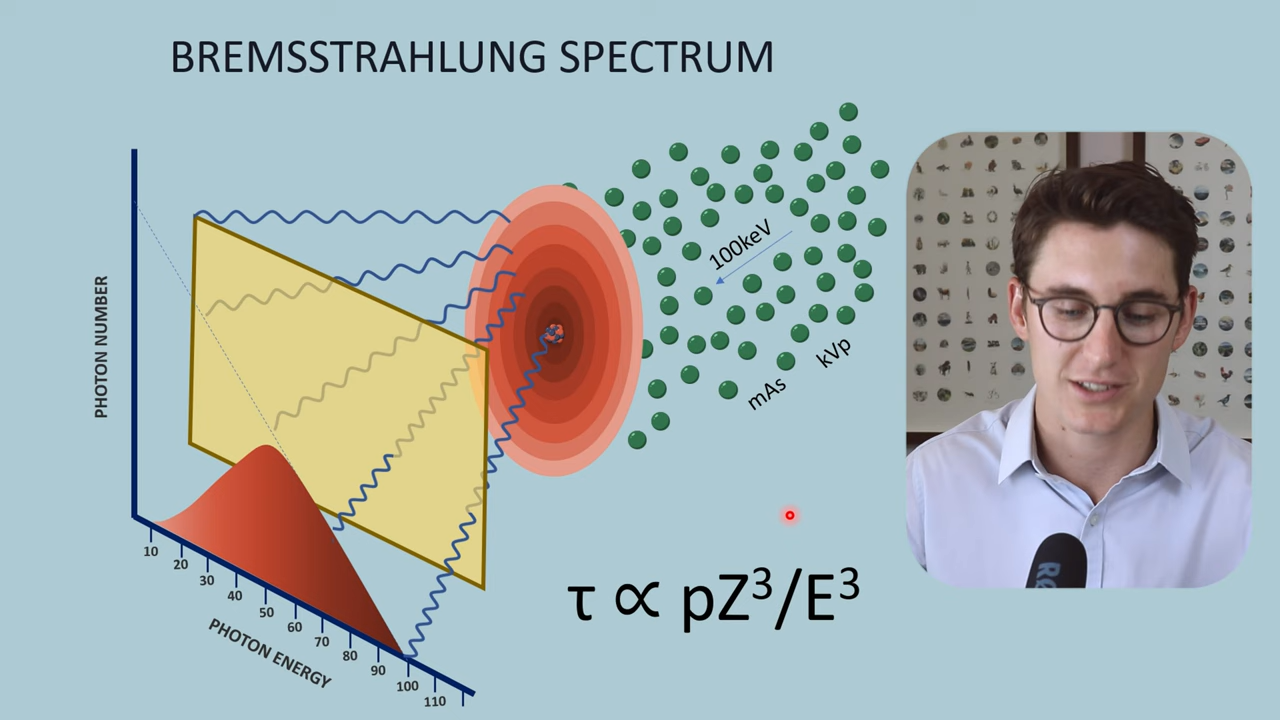 BREMSSTRAHLUNG SPECTRUM
PHOTON NUMBER
100keV
mAs
kVp
τ ∝ pZ³/E³
10
20
30
40
50
60
70
80
90
100
110
PHOTON ENERGY